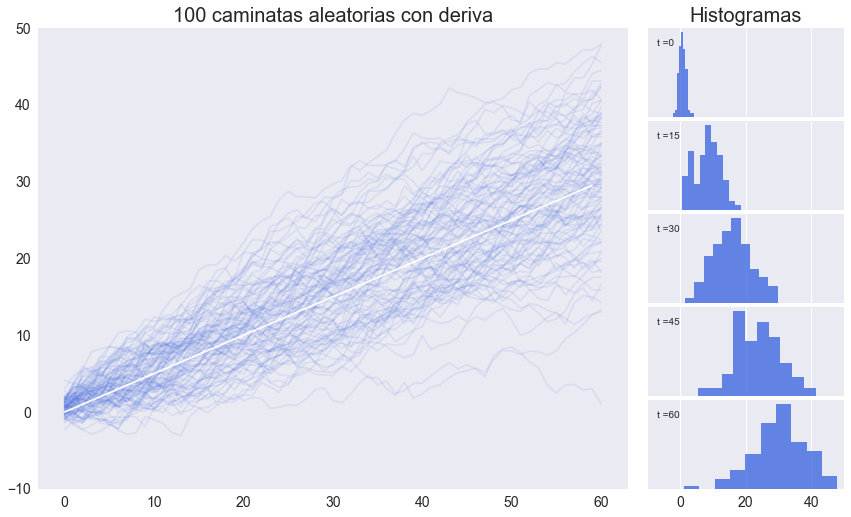 100 caminatas aleatorias con deriva
50
40
30
20
10
0
−10
0 10 20 30 40 50 60
Histogramas
t =0
t =15
t =30
t =45
t =60
0 20 40